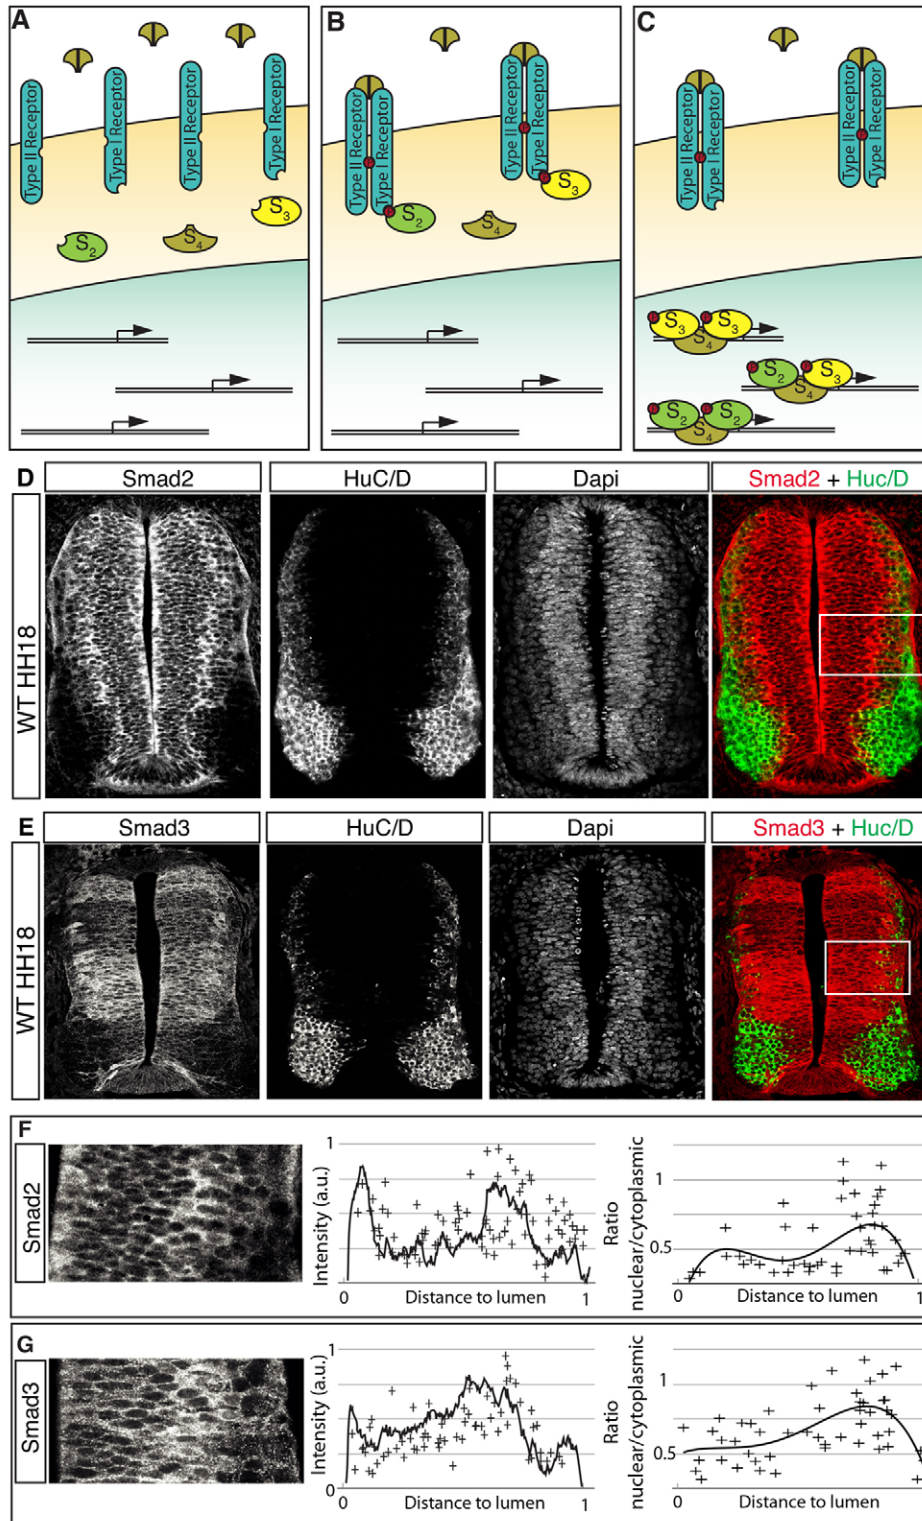 A
Type II Receptor
Type I Receptor
Type II Receptor
Type I Receptor
S3
S2
S4
B
Type II Receptor
Type I Receptor
Type II Receptor
Type I Receptor
S3
S2
S4
C
Type II Receptor
Type I Receptor
Type II Receptor
Type I Receptor
S3
S3
S4
S2
S3
S4
S2
S2
S4
D
Smad2
HuC/D
Dapi
Smad2 + Huc/D
WT HH18
E
Smad3
HuC/D
Dapi
Smad3 + Huc/D
WT HH18
F
Smad2
Intensity (a.u.)
1
0
Distance to lumen
1
Ratio
nuclear/cytoplasmic
1
0.5
0
Distance to lumen
1
G
Smad3
Intensity (a.u.)
1
0
0
Distance to lumen
1
Ratio
nuclear/cytoplasmic
1
0.5
0
Distance to lumen
1